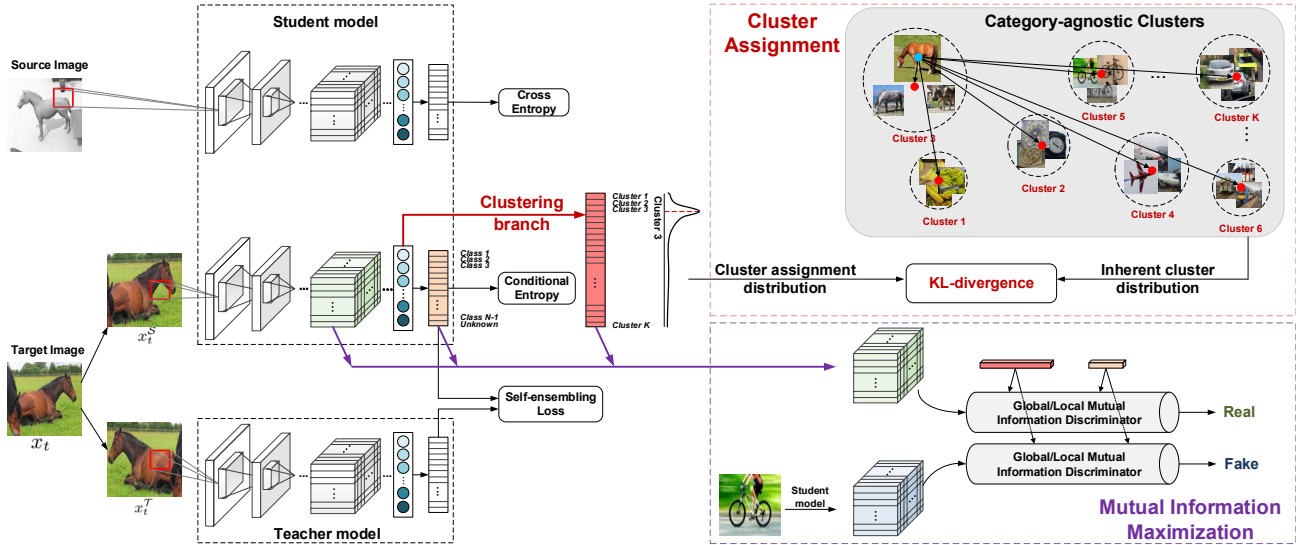 Student model
Source Image
Cross
Entropy
Clustering
branch
Cluster 1
Cluster 2
Cluster 3
Cluster 3
Cluster K
Class 1
Class 2
Class 3
Class N-1
Unknown
Conditional
Entropy
x_t^S
Target Image
x_t
x_t^T
Self-ensembling
Loss
Teacher model
Cluster
Assignment
Category-agnostic Clusters
Cluster 3
Cluster 5
...
Cluster K
Cluster 1
Cluster 2
Cluster 4
Cluster 6
Cluster assignment
distribution
KL-divergence
Inherent cluster
distribution
Global/Local Mutual
Information Discriminator
Real
Global/Local Mutual
Information Discriminator
Fake
Student
model
Mutual Information
Maximization